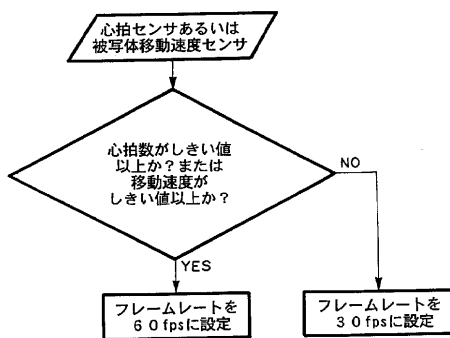 心拍センサあるいは
被写体移動速度センサ
心拍数がしきい値
以上か？または
移動速度が
しきい値以上か？
NO
YES
フレームレートを
６０fpsに設定
フレームレートを
３０fpsに設定